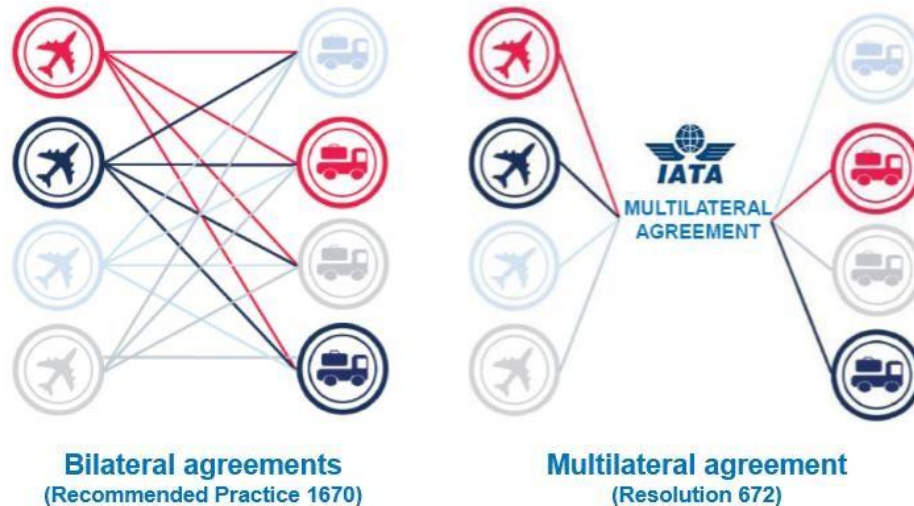 IATA
MULTILATERAL
AGREEMENT
Bilateral agreements
(Recommended Practice 1670)
Multilateral agreement
(Resolution 672)